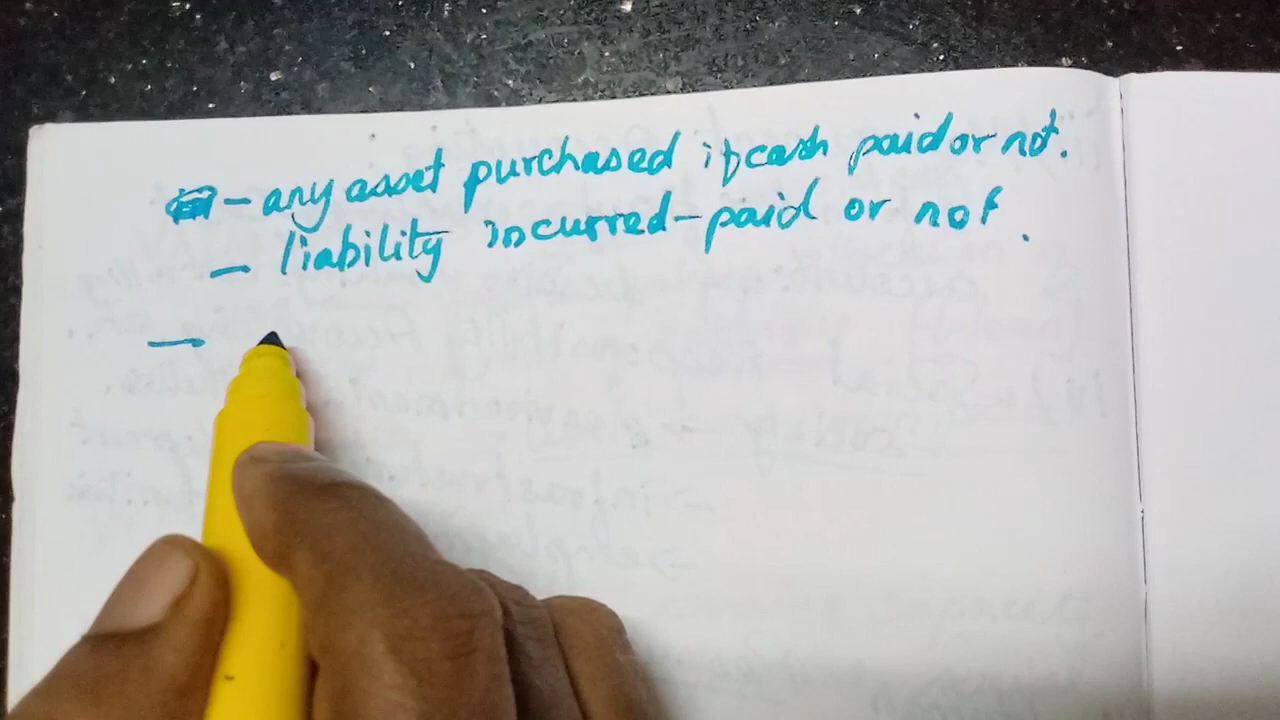 - any asset purchased if cash paid or not.
- liability incurred - paid or not.
-